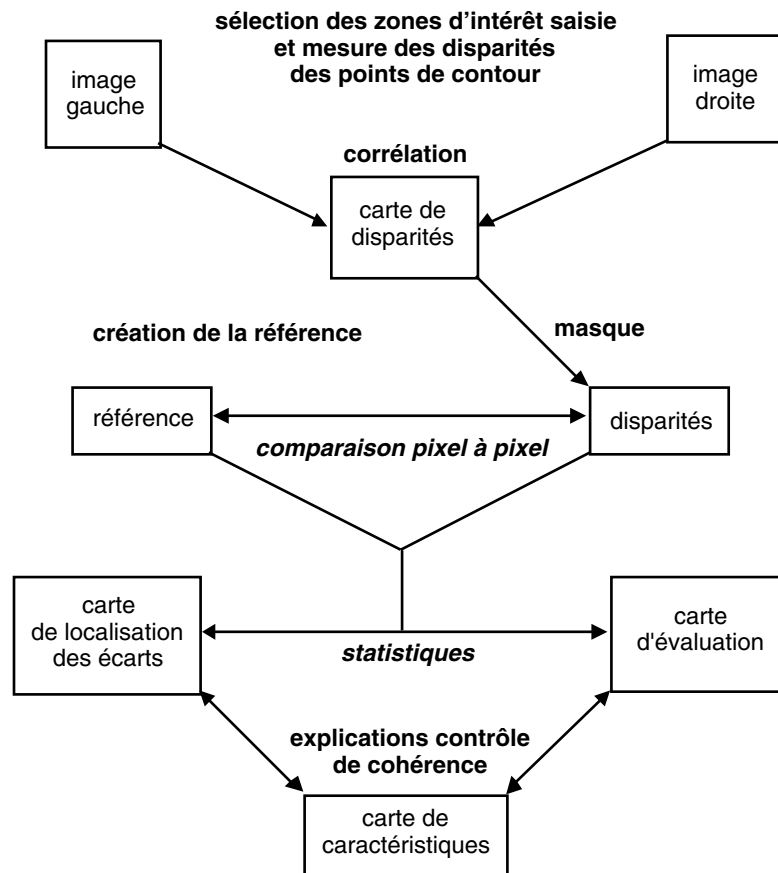 sélection des zones d’intérêt saisie
et mesure des disparités
des points de contour
image
gauche
image
droite
corrélation
carte de
disparités
création de la référence
masque
référence
disparités
comparaison pixel à pixel
carte
de localisation
des écarts
carte
d'évaluation
statistiques
explications contrôle
de cohérence
carte de
caractéristiques